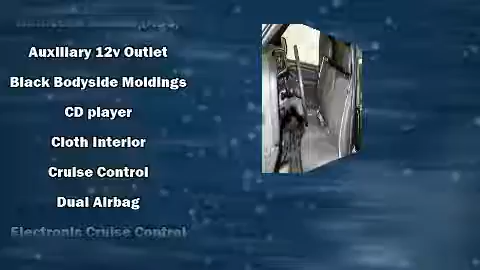 Auxiliary 12v Outlet
Black Bodyside Moldings
CD player
Cloth Interior
Cruise Control
Dual Airbag
Electronic Cruise Control